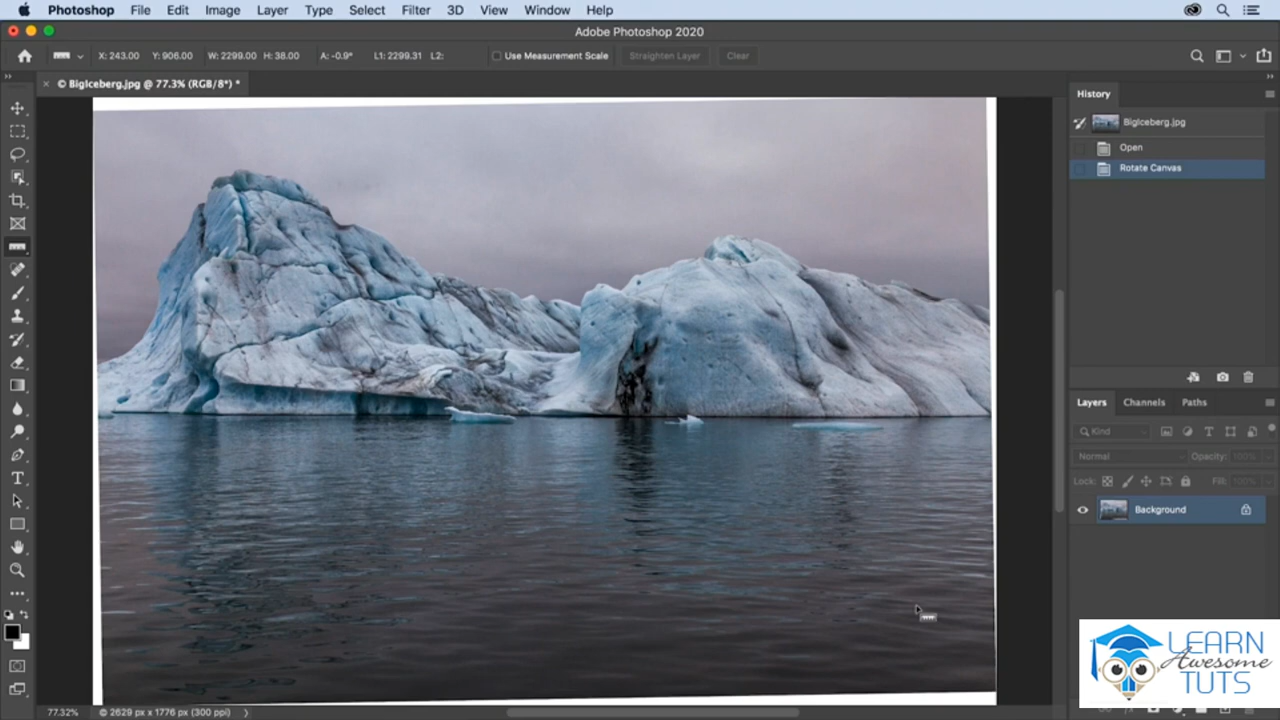 Photoshop File Edit Image Layer Type Select Filter 3D View Window Help
Adobe Photoshop 2020
X: 243.00 Y: 906.00 W: 2299.00 H: 38.00 A: -0.9° L1: 2299.31 L2: Use Measurement Scale Straighten Layer Clear
× © BigIceberg.jpg @ 77.3% (RGB/8*) *
History
BigIceberg.jpg
Open
Rotate Canvas
Layers Channels Paths
Kind
Normal Opacity: 100%
Lock: Fill: 100%
Background
LEARN
Awesome
TUTS
77.32% © 2629 px x 1776 px (300 ppi)